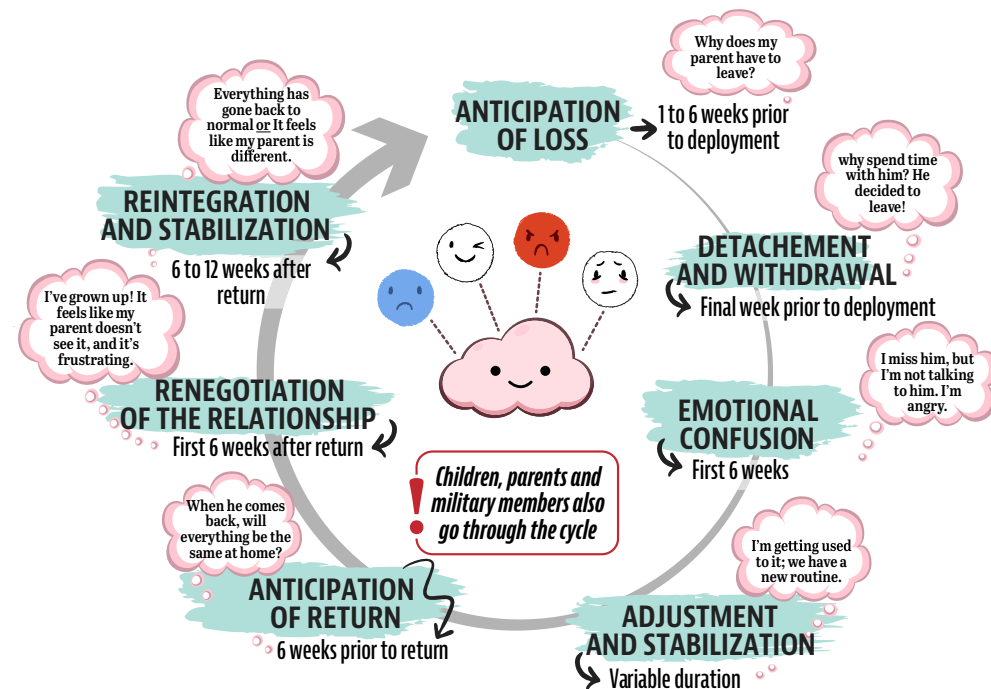 Why does my
parent have to
leave?
ANTICIPATION
OF LOSS
1 to 6 weeks prior
to deployment
why spend time
with him? He
decided to
leave!
DETACHEMENT
AND WITHDRAWAL
Final week prior to deployment
I miss him, but
I'm not talking
to him. I'm
angry.
EMOTIONAL
CONFUSION
First 6 weeks
I'm getting used
to it; we have a
new routine.
ADJUSTMENT
AND STABILIZATION
Variable duration
When he comes
back, will
everything be the
same at home?
ANTICIPATION
OF RETURN
6 weeks prior to return
I've grown up! It
feels like my
parent doesn't
see it, and it's
frustrating.
RENEGOTIATION
OF THE RELATIONSHIP
First 6 weeks after return
Everything has
gone back to
normal or It feels
like my parent is
different.
REINTEGRATION
AND STABILIZATION
6 to 12 weeks after
return
! Children, parents and
military members also
go through the cycle